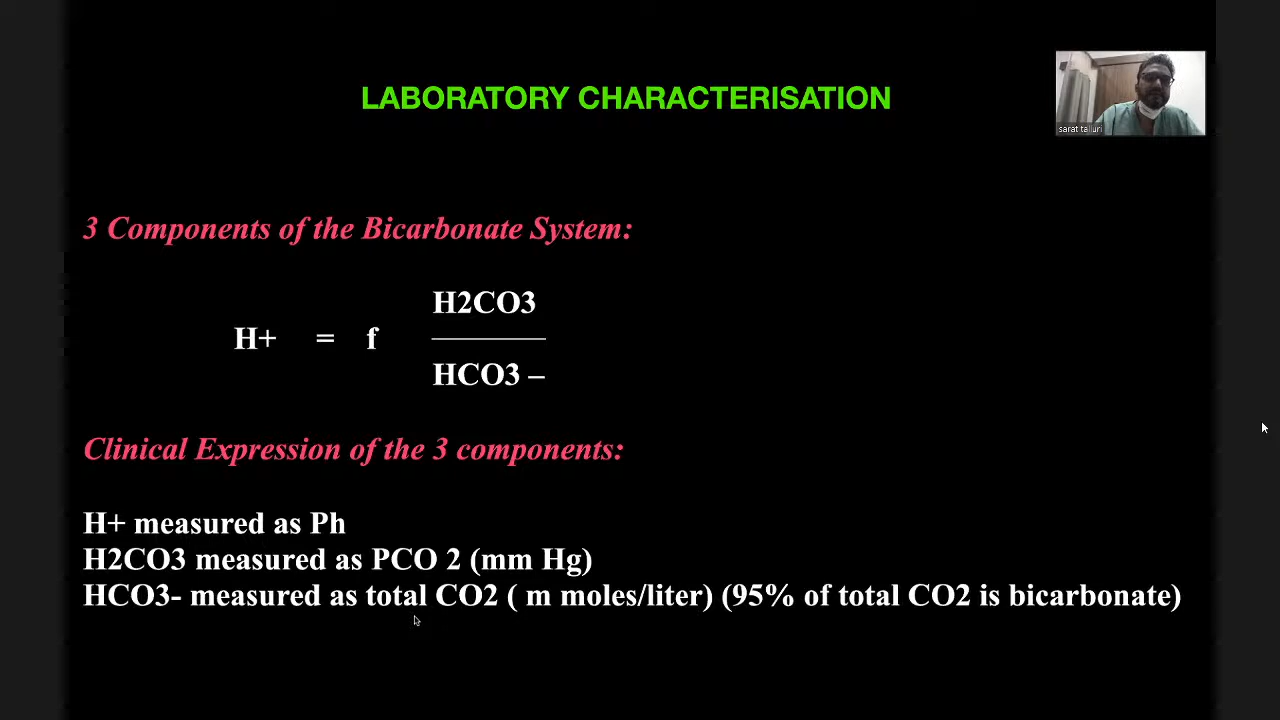 LABORATORY CHARACTERISATION
sarat talluri
3 Components of the Bicarbonate System:
H2CO3
H+ = f
HCO3 –
Clinical Expression of the 3 components:
H+ measured as Ph
H2CO3 measured as PCO 2 (mm Hg)
HCO3- measured as total CO2 ( m moles/liter) (95% of total CO2 is bicarbonate)